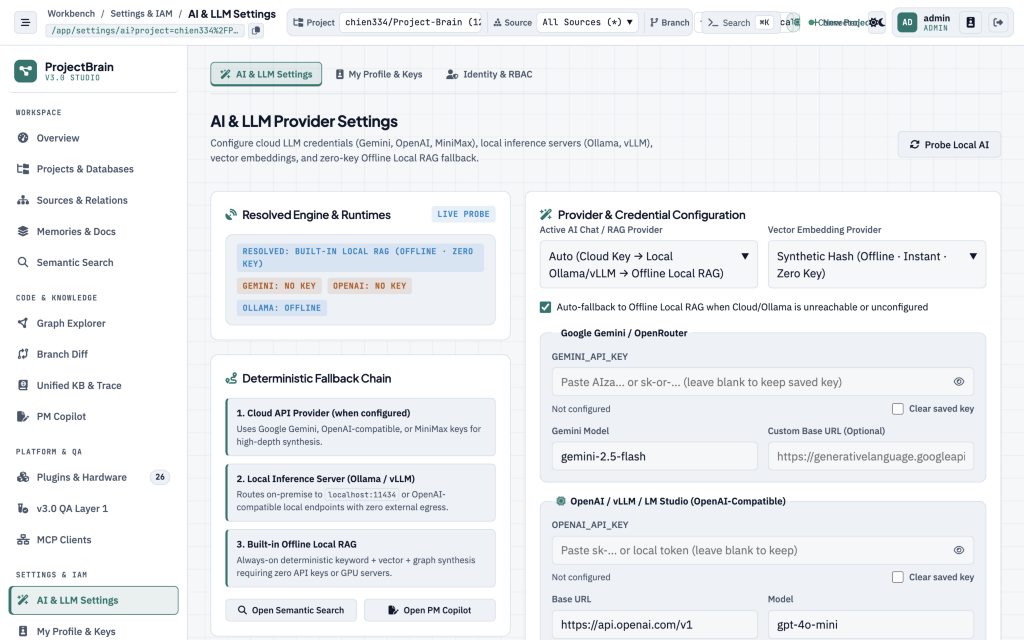 Workbench / Settings & IAM / AI & LLM Settings
/app/settings/ai?project=chien334%2FP…
Project chien334/Project-Brain (12
Source All Sources (*) ▼
Branch
Search ⌘K
AD admin
ADMIN
ProjectBrain
V3.0 STUDIO
WORKSPACE
Overview
Projects & Databases
Sources & Relations
Memories & Docs
Semantic Search
CODE & KNOWLEDGE
Graph Explorer
Branch Diff
Unified KB & Trace
PM Copilot
PLATFORM & QA
Plugins & Hardware 26
v3.0 QA Layer 1
MCP Clients
SETTINGS & IAM
AI & LLM Settings
My Profile & Keys
AI & LLM Settings
My Profile & Keys
Identity & RBAC
AI & LLM Provider Settings
Configure cloud LLM credentials (Gemini, OpenAI, MiniMax), local inference servers (Ollama, vLLM),
vector embeddings, and zero-key Offline Local RAG fallback.
Probe Local AI
Resolved Engine & Runtimes
LIVE PROBE
RESOLVED: BUILT-IN LOCAL RAG (OFFLINE · ZERO
KEY)
GEMINI: NO KEY
OPENAI: NO KEY
OLLAMA: OFFLINE
Deterministic Fallback Chain
1. Cloud API Provider (when configured)
Uses Google Gemini, OpenAI-compatible, or MiniMax keys for
high-depth synthesis.
2. Local Inference Server (Ollama / vLLM)
Routes on-premise to localhost:11434 or OpenAI-
compatible local endpoints with zero external egress.
3. Built-in Offline Local RAG
Always-on deterministic keyword + vector + graph synthesis
requiring zero API keys or GPU servers.
Open Semantic Search
Open PM Copilot
Provider & Credential Configuration
Active AI Chat / RAG Provider
Auto (Cloud Key → Local
Ollama/vLLM → Offline Local RAG) ▼
Vector Embedding Provider
Synthetic Hash (Offline · Instant ·
Zero Key) ▼
Auto-fallback to Offline Local RAG when Cloud/Ollama is unreachable or unconfigured
Google Gemini / OpenRouter
GEMINI_API_KEY
Paste AIza... or sk-or-... (leave blank to keep saved key)
Not configured
Clear saved key
Gemini Model
gemini-2.5-flash
Custom Base URL (Optional)
https://generativelanguage.googleapi
OpenAI / vLLM / LM Studio (OpenAI-Compatible)
OPENAI_API_KEY
Paste sk-... or local token (leave blank to keep)
Not configured
Clear saved key
Base URL
https://api.openai.com/v1
Model
gpt-4o-mini